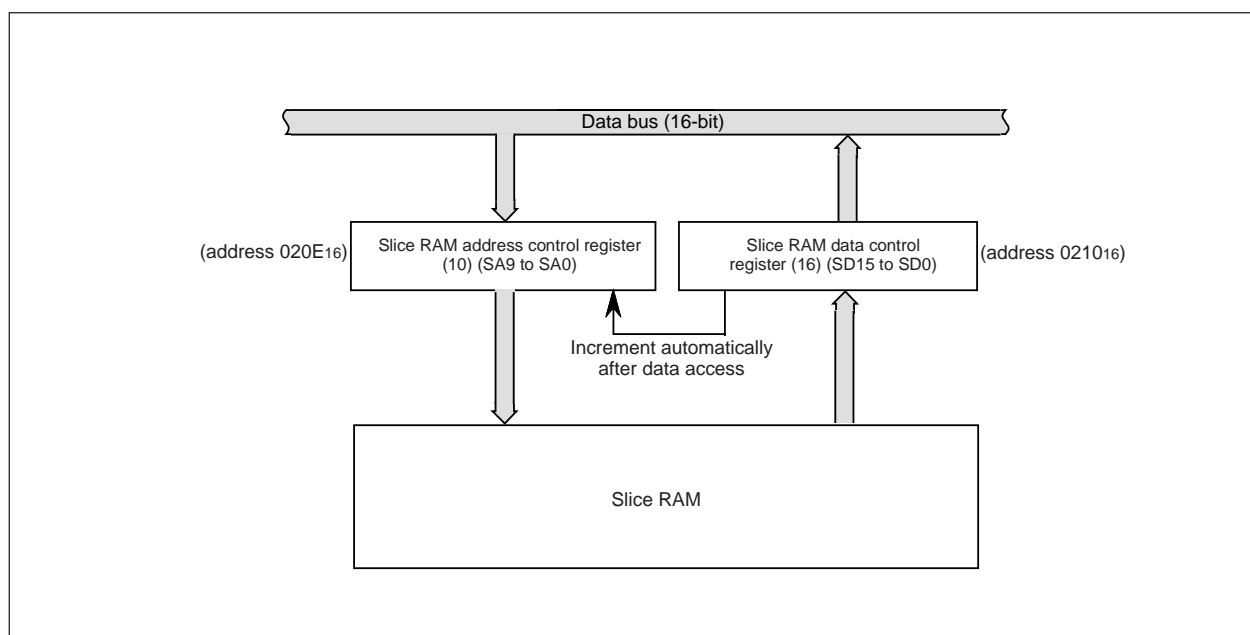 Data bus (16-bit)
(address 020E16)
Slice RAM address control register
(10) (SA9 to SA0)
Slice RAM data control
register (16) (SD15 to SD0)
(address 021016)
Increment automatically
after data access
Slice RAM